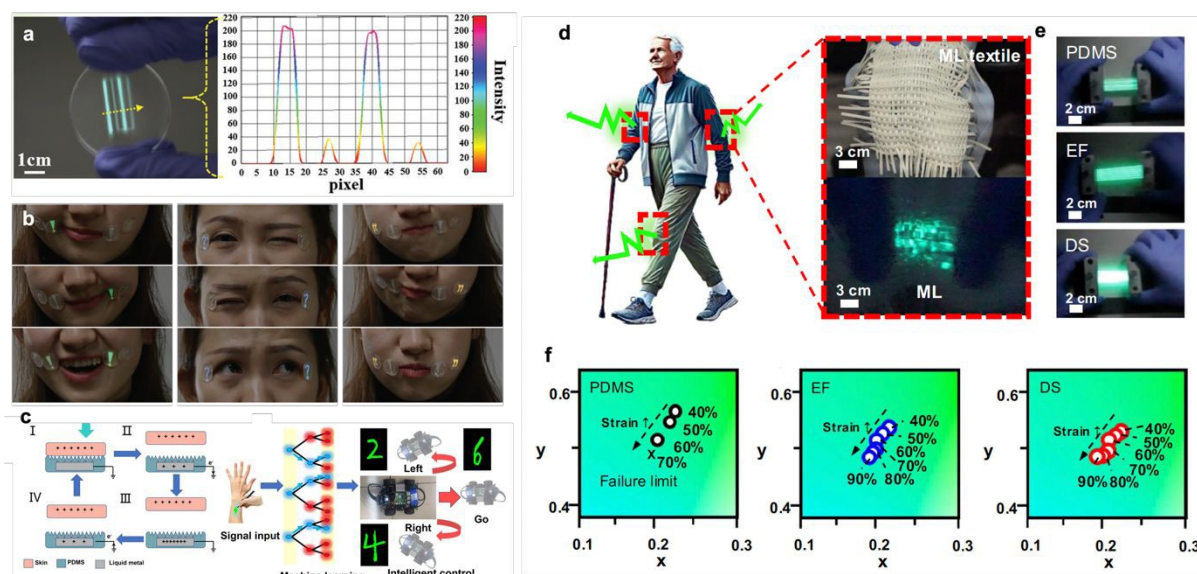 a
1cm
220
200
180
160
140
120
100
80
60
40
20
0
0 5 10 15 20 25 30 35 40 45 50 55 60
pixel
220
200
180
160
140
120
100
80
60
40
20
0
Intensity
b
!
!
! !
?
?
? ?
c
I
II
IV
III
e-
Skin
PDMS
Liquid metal
Signal input
2
Left
6
Go
Right
4
Intelligent control
d
ML textile
3 cm
ML
3 cm
e
PDMS
2 cm
EF
2 cm
DS
2 cm
f
PDMS
0.6
y
0.4
Strain ↑
40%
50%
60%
x
70%
Failure limit
0.1 0.2 0.3
x
EF
0.6
y
0.4
Strain ↑
40%
50%
60%
70%
90% 80%
0.1 0.2 0.3
x
DS
0.6
y
0.4
Strain ↑
40%
50%
60%
70%
90% 80%
0.1 0.2 0.3
x